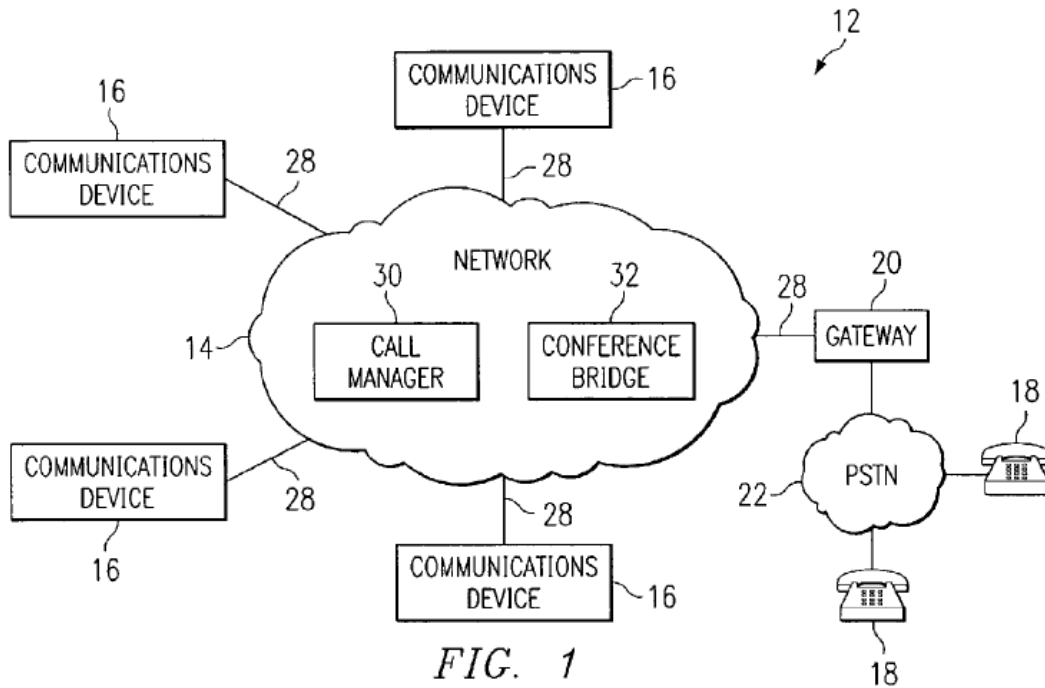 12
COMMUNICATIONS
DEVICE
16
16
COMMUNICATIONS
DEVICE
28
28
NETWORK
30
CALL
MANAGER
32
CONFERENCE
BRIDGE
14
28
20
GATEWAY
18
PSTN
22
18
COMMUNICATIONS
DEVICE
28
16
28
COMMUNICATIONS
DEVICE
16
FIG. 1